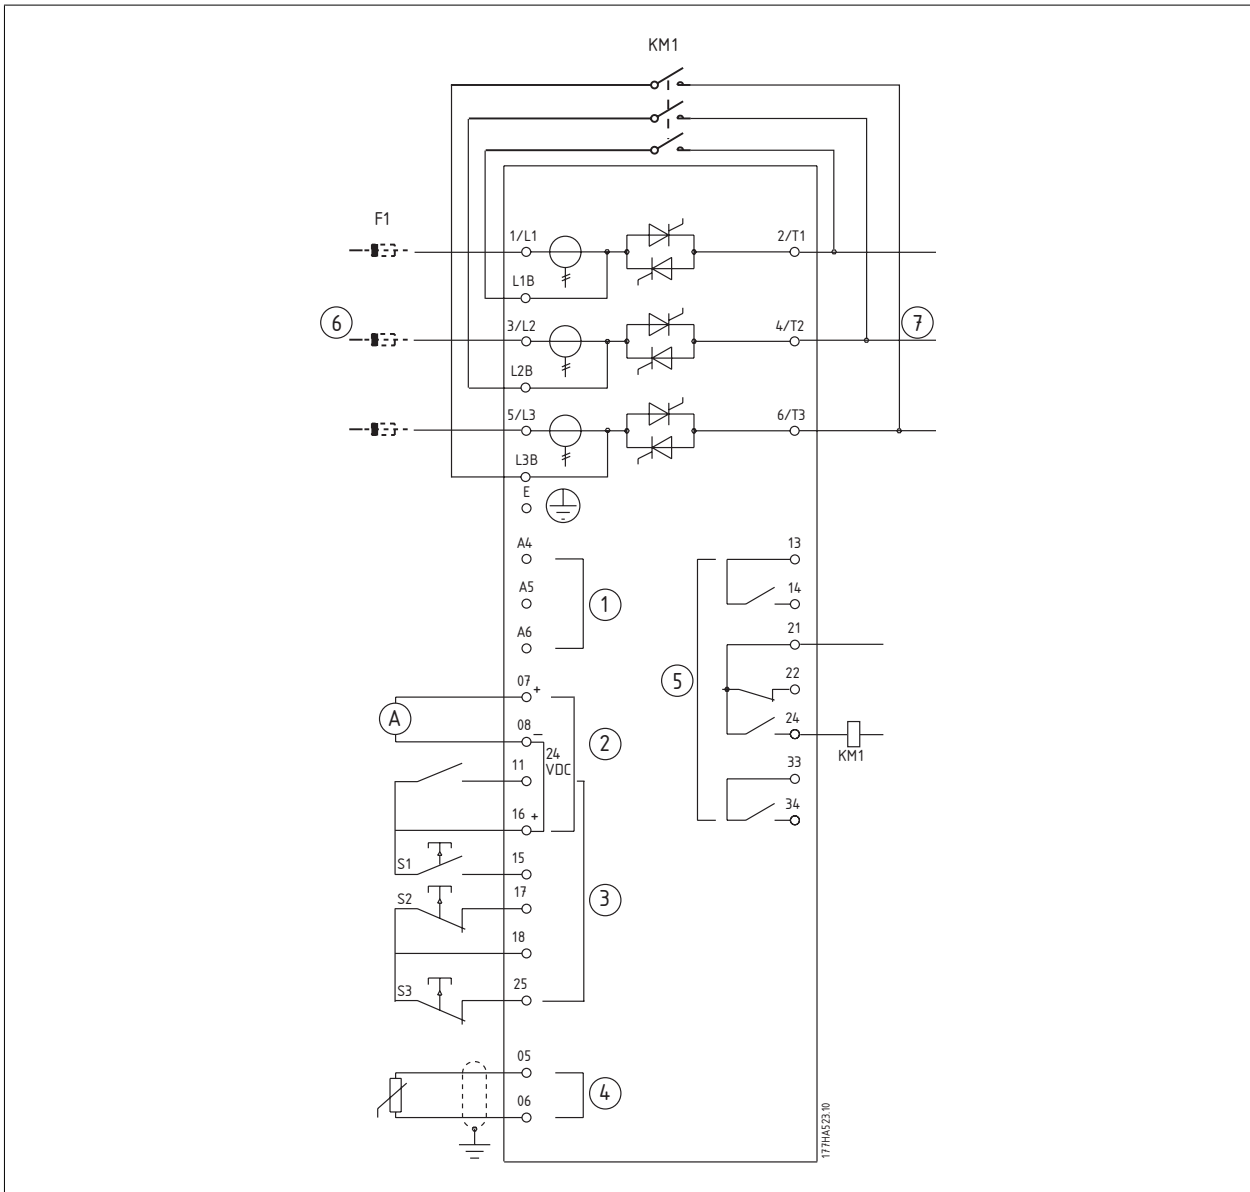 KM1
F1
1/L1
2/T1
L1B
6
3/L2
4/T2
7
L2B
5/L3
6/T3
L3B
E
A4
13
A5
1
14
A6
21
07 +
5
22
A
08 −
2
24
24
VDC
KM1
11
33
16 +
34
S1
15
S2
17
3
18
S3
25
05
4
06
177HA523.10